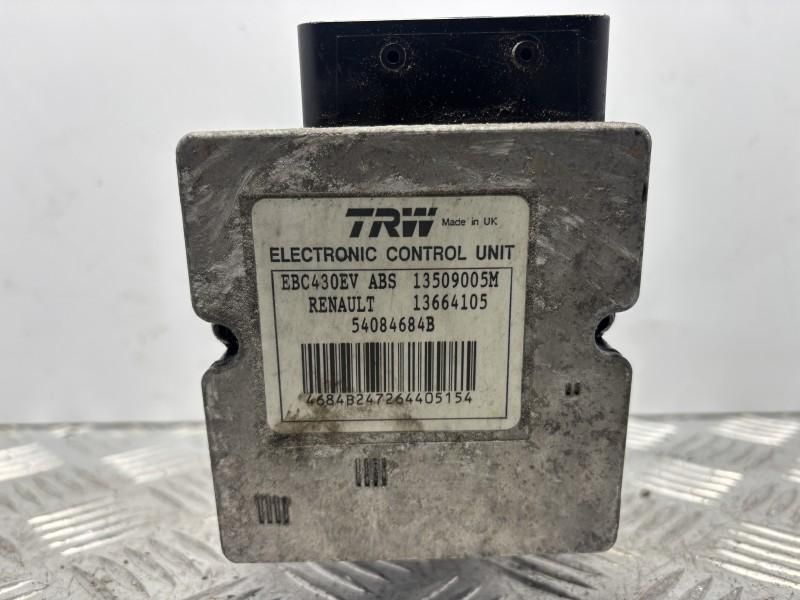 TRW Made in UK
ELECTRONIC CONTROL UNIT
EBC430EV ABS 13509005M
RENAULT 13664105
54084684B
4684B247264405154